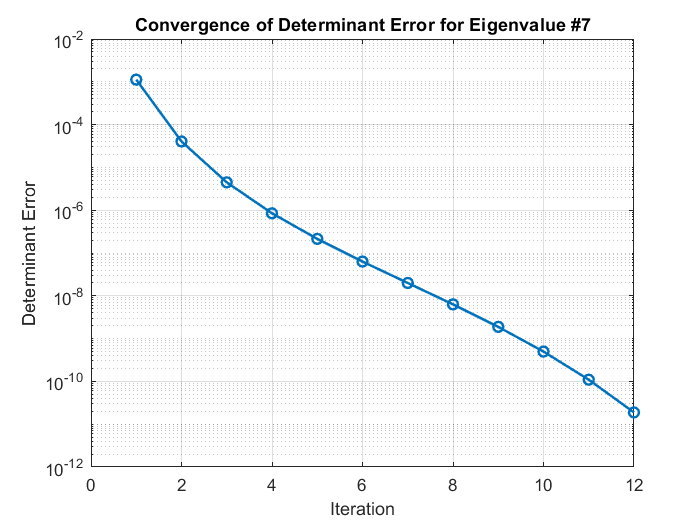 Convergence of Determinant Error for Eigenvalue #7
Determinant Error
10^-2
10^-4
10^-6
10^-8
10^-10
10^-12
0 2 4 6 8 10 12
Iteration